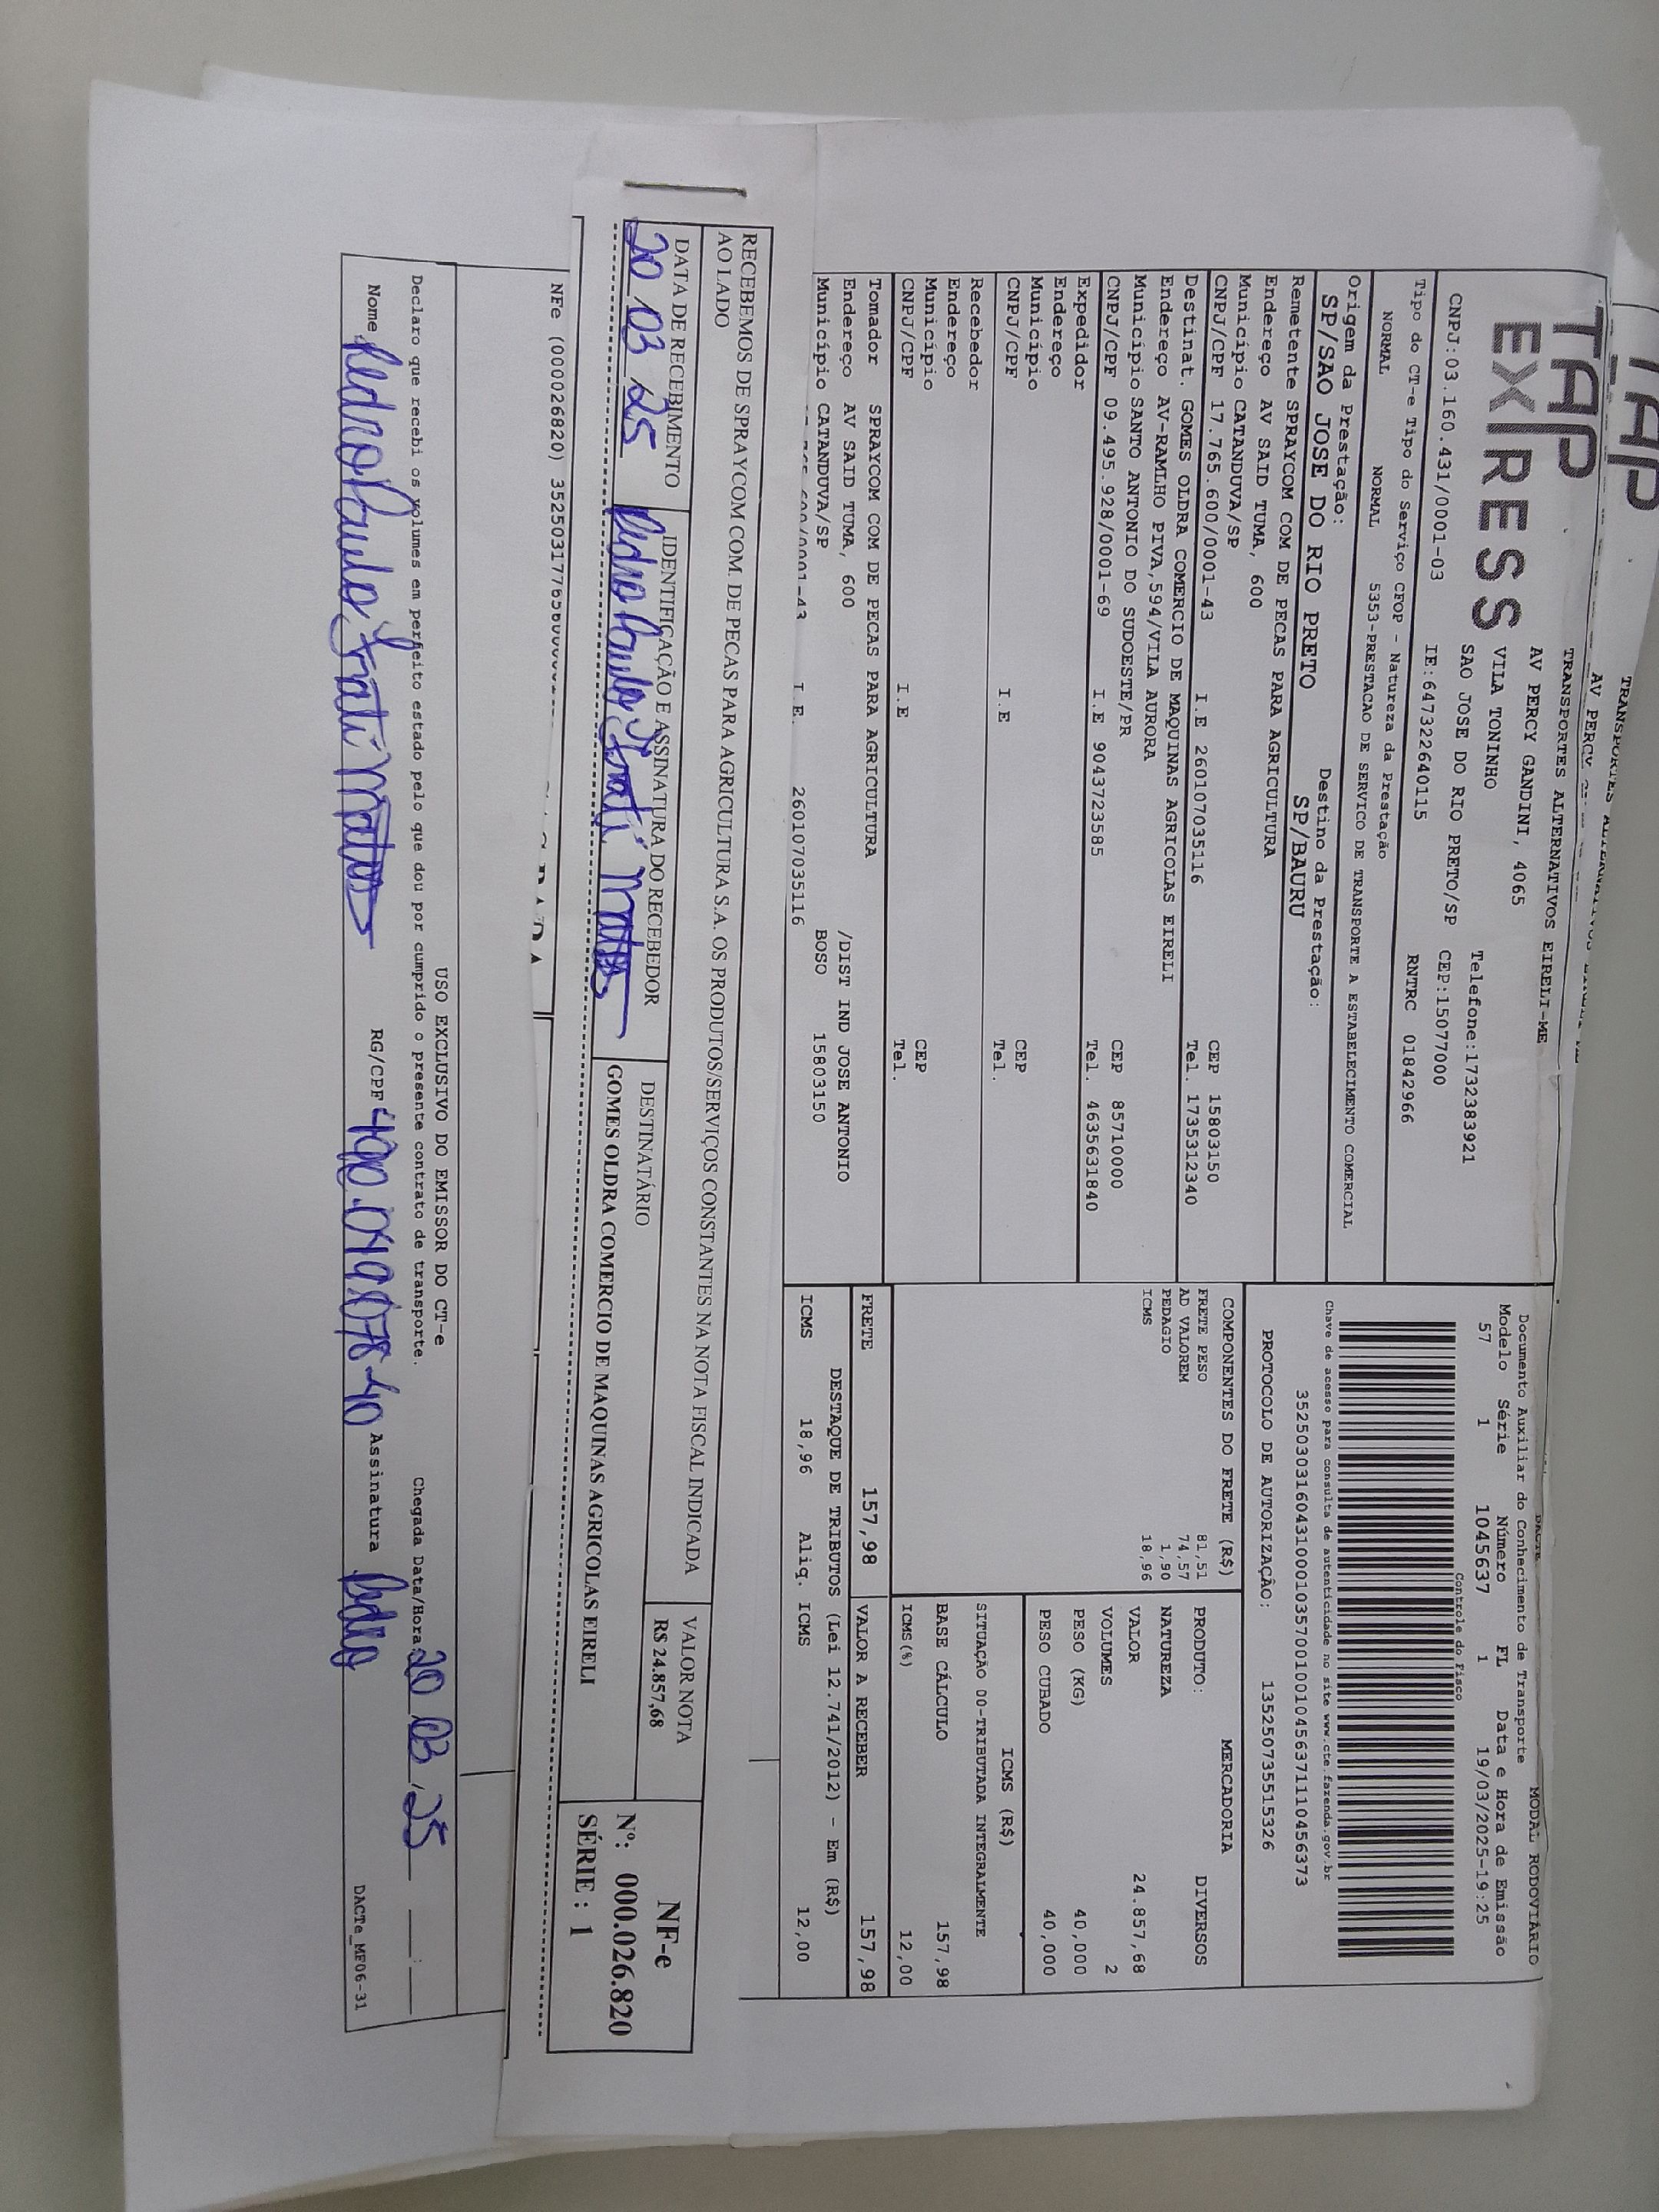 TAP
TRANSPORTES
AV PERCY
TAP
EXPRESS
TRANSPORTES ALTERNATIVOS EIRELI-ME
AV PERCY GANDINI, 4065
VILA TONINHO
SAO JOSE DO RIO PRETO/SP
Telefone:1732383921
CEP:15077000
CNPJ:03.160.431/0001-03
IE:647322640115
RNTRC 01842966
Tipo do CT-e Tipo do Serviço CFOP - Natureza da Prestação
NORMAL NORMAL 5353-PRESTACAO DE SERVICO DE TRANSPORTE A ESTABELECIMENTO COMERCIAL
Origem da Prestação: Destino da Prestação:
SP/SAO JOSE DO RIO PRETO SP/BAURU
Remetente SPRAYCOM COM DE PECAS PARA AGRICULTURA
Endereço AV SAID TUMA, 600
Município CATANDUVA/SP CEP 15803150
CNPJ/CPF 17.765.600/0001-43 I.E 260107035116 Tel. 1735312340
Destinat. GOMES OLDRA COMERCIO DE MAQUINAS AGRICOLAS EIRELI
Endereço AV-RAMLHO PIVA,594/VILA AURORA
Município SANTO ANTONIO DO SUDOESTE/PR CEP 85710000
CNPJ/CPF 09.495.928/0001-69 I.E 9043723585 Tel. 4635631840
Expedidor
Endereço
Município CEP
CNPJ/CPF I.E Tel.
Recebedor
Endereço
Município CEP
CNPJ/CPF I.E Tel.
Tomador SPRAYCOM COM DE PECAS PARA AGRICULTURA
Endereço AV SAID TUMA, 600 /DIST IND JOSE ANTONIO
Município CATANDUVA/SP BOSO 15803150
I.E. 260107035116
MODAL RODOVIÁRIO
Documento Auxiliar do Conhecimento de Transporte
Modelo Série Número FL Data e Hora de Emissão
57 1 1045637 1 19/03/2025-19:25
Controle do Fisco
Chave de acesso para consulta de autenticidade no site www.cte.fazenda.gov.br
35250303160431000103570010010456371110456373
PROTOCOLO DE AUTORIZAÇÃO: 135250735515326
COMPONENTES DO FRETE (R$)
FRETE PESO 81,51
AD VALOREM 74,57
PEDAGIO 1,90
ICMS 18,96
MERCADORIA
PRODUTO: DIVERSOS
NATUREZA
VALOR 24.857,68
VOLUMES 2
PESO (KG) 40,000
PESO CUBADO 40,000
ICMS (R$)
SITUAÇÃO 00-TRIBUTADA INTEGRALMENTE
BASE CÁLCULO 157,98
ICMS(%) 12,00
FRETE 157,98 VALOR A RECEBER 157,98
DESTAQUE DE TRIBUTOS (Lei 12.741/2012) - Em (R$)
ICMS 18,96 Aliq. ICMS 12,00
RECEBEMOS DE SPRAYCOM COM. DE PECAS PARA AGRICULTURA S.A. OS PRODUTOS/SERVIÇOS CONSTANTES NA NOTA FISCAL INDICADA
AO LADO
DATA DE RECEBIMENTO
20 03 25
IDENTIFICAÇÃO E ASSINATURA DO RECEBEDOR
Pedro Paulo
DESTINATÁRIO
GOMES OLDRA COMERCIO DE MAQUINAS AGRICOLAS EIRELI
VALOR NOTA
R$ 24.857,68
NF-e
Nº: 000.026.820
SÉRIE : 1
NFe (000026820)
USO EXCLUSIVO DO EMISSOR DO CT-e
Declaro que recebi os volumes em perfeito estado pelo que dou por cumprido o presente contrato de transporte. Chegada Data/Hora: 20 03 25
Nome Pedro Paulo RG/CPF 490.049.078-40 Assinatura Pedro
DACTe_MF06-31